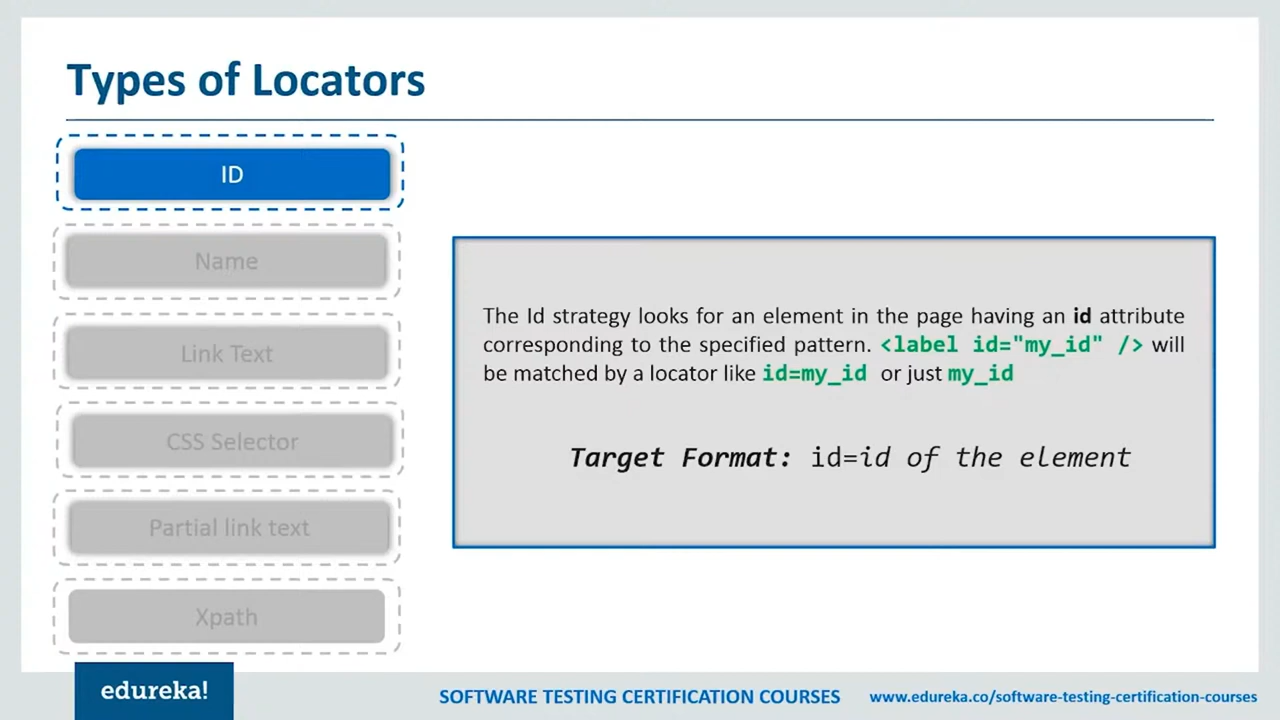 Types of Locators
ID
Name
Link Text
CSS Selector
Partial link text
Xpath
The Id strategy looks for an element in the page having an id attribute
corresponding to the specified pattern. <label id="my_id" /> will
be matched by a locator like id=my_id or just my_id
Target Format: id=id of the element
edureka!
SOFTWARE TESTING CERTIFICATION COURSES
www.edureka.co/software-testing-certification-courses